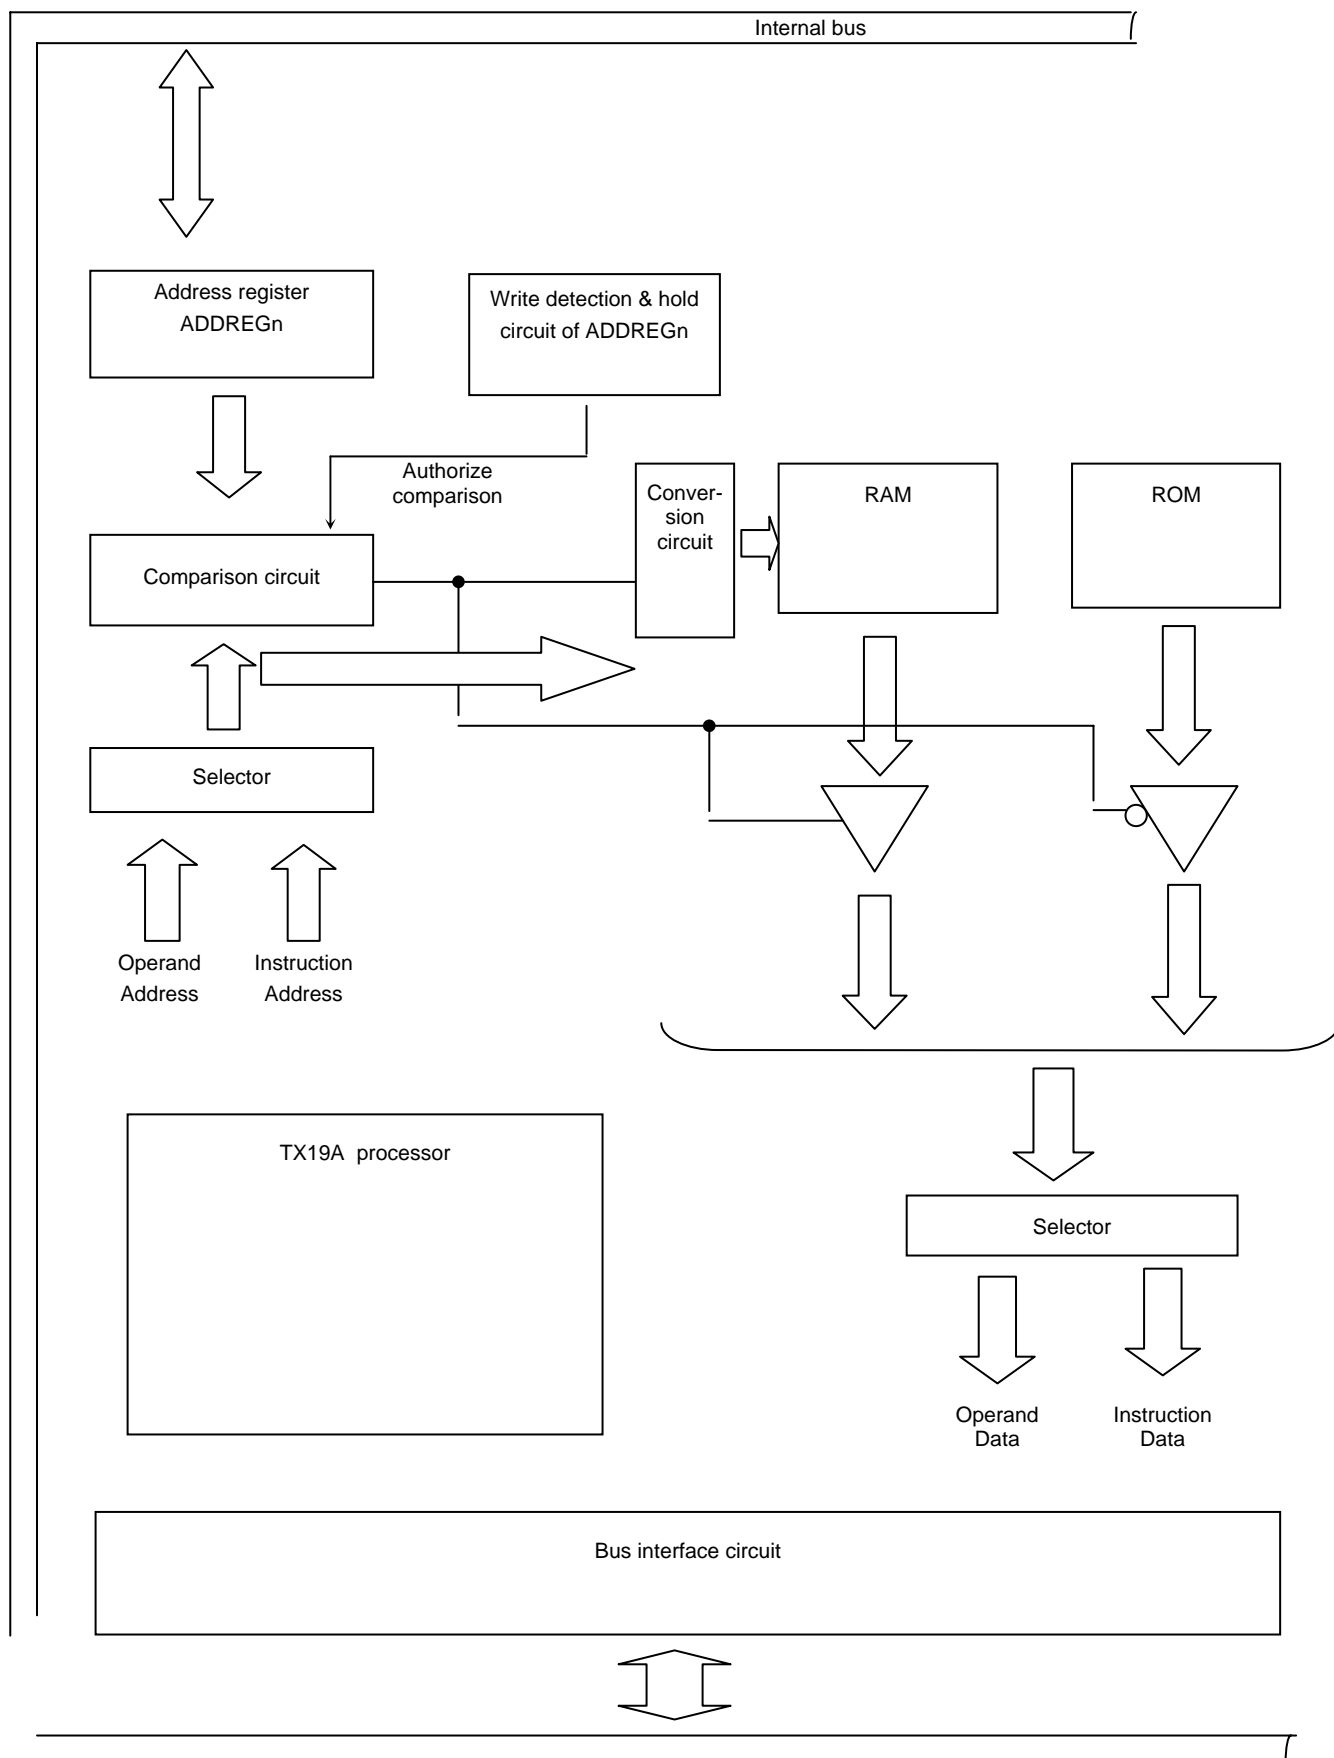 Internal bus
Address register
ADDREGn
Write detection & hold
circuit of ADDREGn
Authorize
comparison
Conver-
sion
circuit
RAM
ROM
Comparison circuit
Selector
Operand
Address
Instruction
Address
TX19A processor
Selector
Operand
Data
Instruction
Data
Bus interface circuit